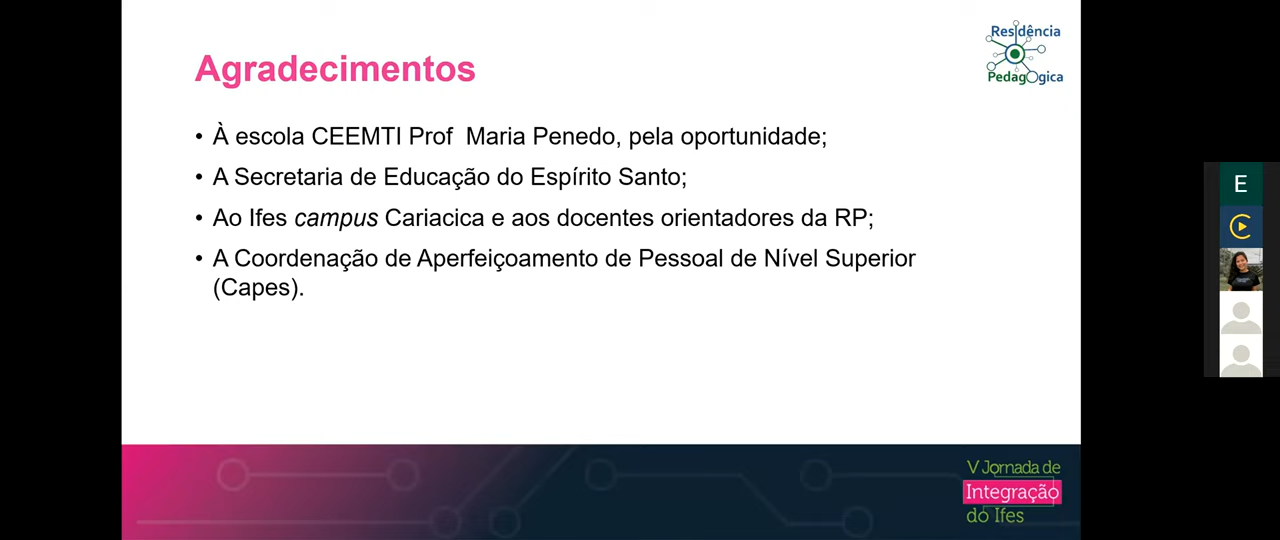 Agradecimentos
• À escola CEEMTI Prof  Maria Penedo, pela oportunidade;
• A Secretaria de Educação do Espírito Santo;
• Ao Ifes campus Cariacica e aos docentes orientadores da RP;
• A Coordenação de Aperfeiçoamento de Pessoal de Nível Superior
(Capes).
Residência
Pedagógica
E
V Jornada de
Integração
do Ifes